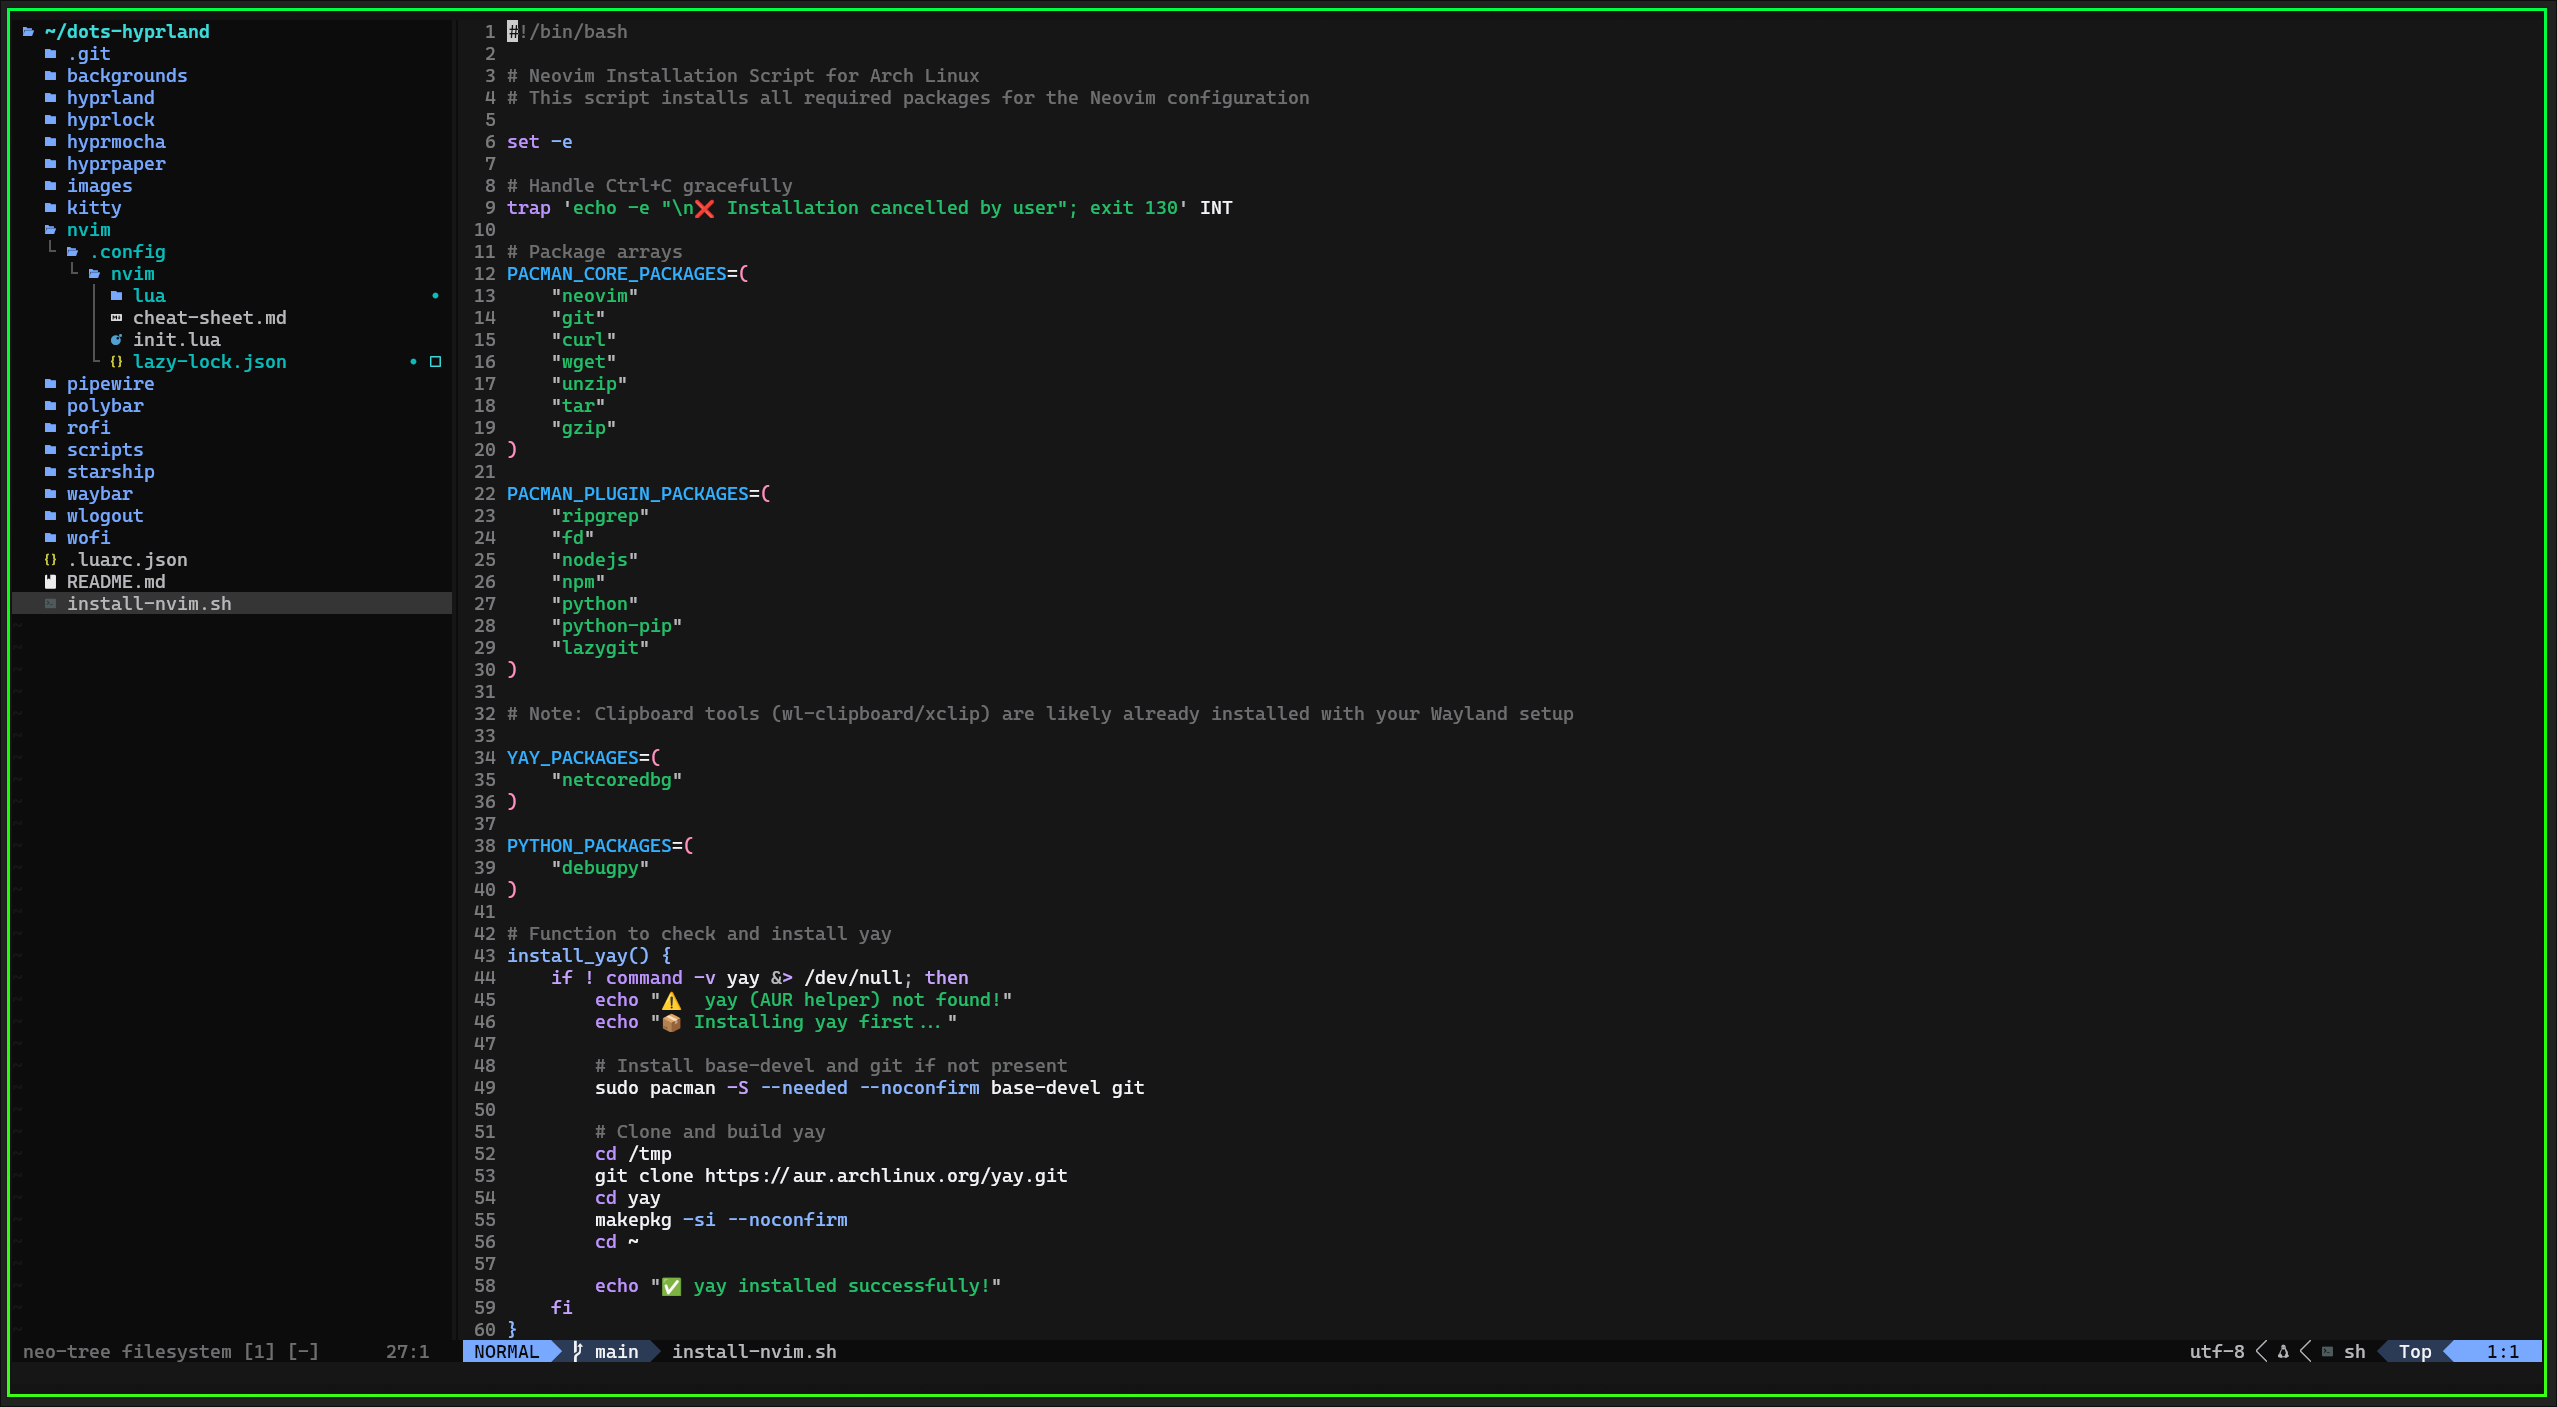 ~/dots-hyprland
.git
backgrounds
hyprland
hyprlock
hyprmocha
hyprpaper
images
kitty
nvim
.config
nvim
lua
cheat-sheet.md
init.lua
lazy-lock.json
pipewire
polybar
rofi
scripts
starship
waybar
wlogout
wofi
.luarc.json
README.md
install-nvim.sh
neo-tree filesystem [1] [-] 27:1
1 #!/bin/bash
2
3 # Neovim Installation Script for Arch Linux
4 # This script installs all required packages for the Neovim configuration
5
6 set -e
7
8 # Handle Ctrl+C gracefully
9 trap 'echo -e "\n❌ Installation cancelled by user"; exit 130' INT
10
11 # Package arrays
12 PACMAN_CORE_PACKAGES=(
13     "neovim"
14     "git"
15     "curl"
16     "wget"
17     "unzip"
18     "tar"
19     "gzip"
20 )
21
22 PACMAN_PLUGIN_PACKAGES=(
23     "ripgrep"
24     "fd"
25     "nodejs"
26     "npm"
27     "python"
28     "python-pip"
29     "lazygit"
30 )
31
32 # Note: Clipboard tools (wl-clipboard/xclip) are likely already installed with your Wayland setup
33
34 YAY_PACKAGES=(
35     "netcoredbg"
36 )
37
38 PYTHON_PACKAGES=(
39     "debugpy"
40 )
41
42 # Function to check and install yay
43 install_yay() {
44     if ! command -v yay &> /dev/null; then
45         echo "⚠️  yay (AUR helper) not found!"
46         echo "📦 Installing yay first..."
47
48         # Install base-devel and git if not present
49         sudo pacman -S --needed --noconfirm base-devel git
50
51         # Clone and build yay
52         cd /tmp
53         git clone https://aur.archlinux.org/yay.git
54         cd yay
55         makepkg -si --noconfirm
56         cd ~
57
58         echo "✅ yay installed successfully!"
59     fi
60 }
NORMAL main install-nvim.sh utf-8 sh Top 1:1